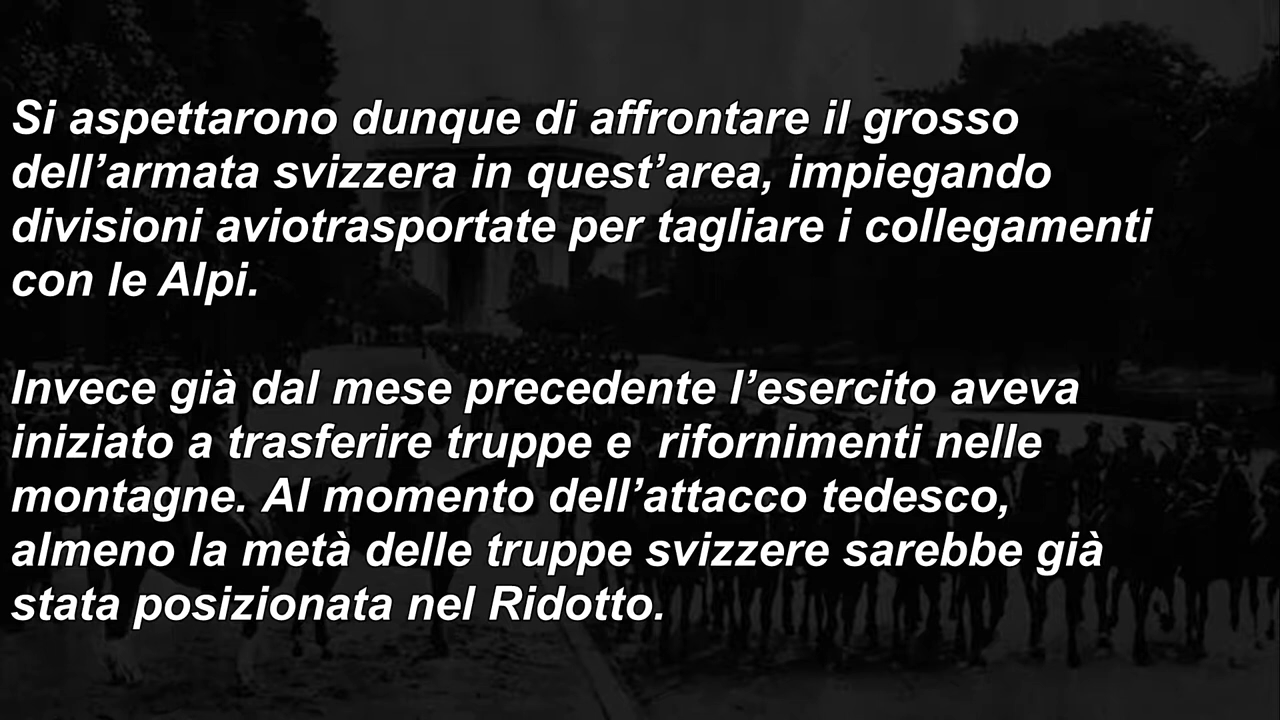 Si aspettarono dunque di affrontare il grosso
dell’armata svizzera in quest’area, impiegando
divisioni aviotrasportate per tagliare i collegamenti
con le Alpi.
Invece già dal mese precedente l’esercito aveva
iniziato a trasferire truppe e  rifornimenti nelle
montagne. Al momento dell’attacco tedesco,
almeno la metà delle truppe svizzere sarebbe già
stata posizionata nel Ridotto.